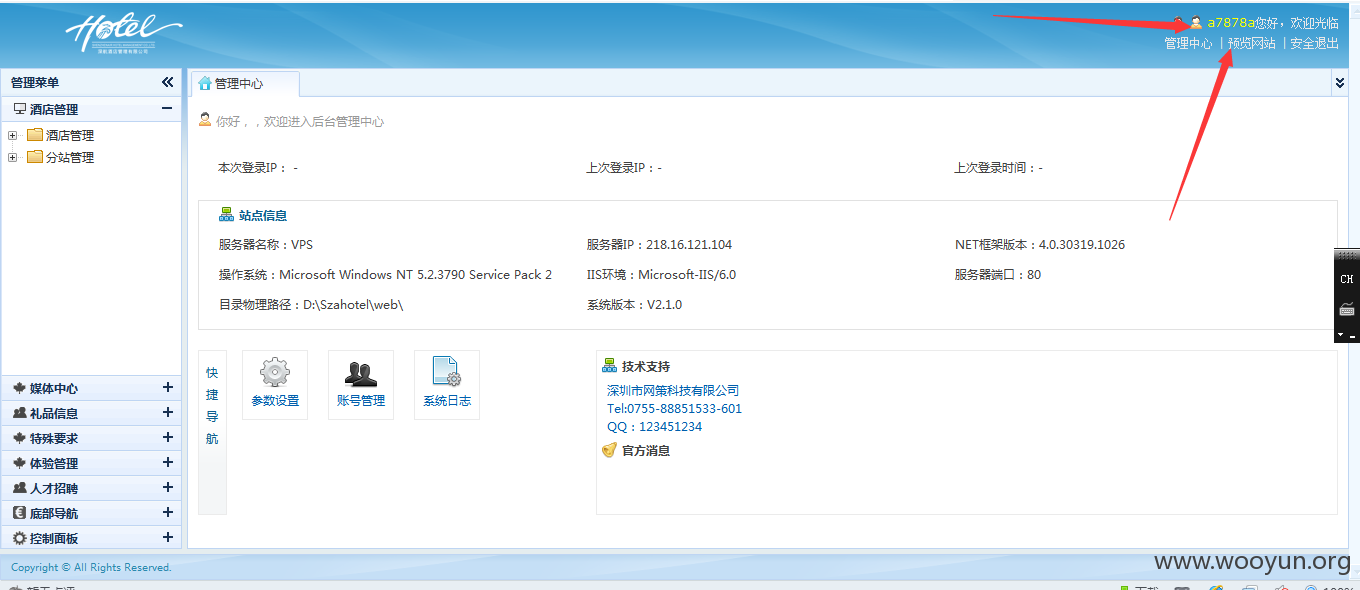 Hotel
a7878a您好，欢迎光临
管理中心 | 预览网站 | 安全退出
管理菜单
管理中心
酒店管理
酒店管理
分站管理
你好，，欢迎进入后台管理中心
本次登录IP： -
上次登录IP：-
上次登录时间：-
站点信息
服务器名称：VPS
服务器IP：218.16.121.104
NET框架版本：4.0.30319.1026
操作系统：Microsoft Windows NT 5.2.3790 Service Pack 2
IIS环境：Microsoft-IIS/6.0
服务器端口：80
目录物理路径：D:\Szahotel\web\
系统版本：V2.1.0
CH
快捷导航
参数设置
账号管理
系统日志
技术支持
深圳市网策科技有限公司
Tel:0755-88851533-601
QQ：123451234
官方消息
媒体中心
礼品信息
特殊要求
体验管理
人才招聘
底部导航
控制面板
Copyright © All Rights Reserved.
www.wooyun.org